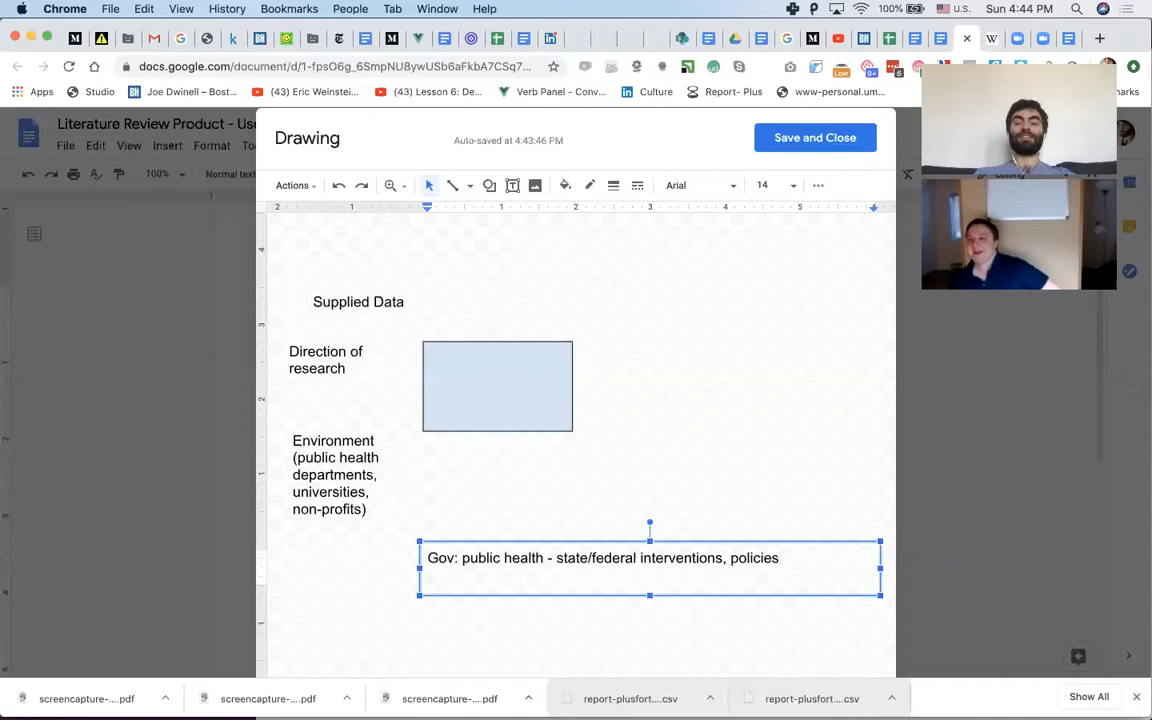 Chrome File Edit View History Bookmarks People Tab Window Help 100% U.S. Sun 4:44 PM
docs.google.com/document/d/1-fpsO6g_6SmpNU8ywUSb6aFkbA7CSq7...
Low 9+ 6
Apps Studio Joe Dwinell – Bost... (43) Eric Weinstei... (43) Lesson 6: De... Verb Panel - Conv... Culture Report- Plus www-personal.um...
Literature Review Product - Use
File Edit View Insert Format
100% Normal text
Drawing Auto-saved at 4:43:46 PM Save and Close
Actions Arial 14
Supplied Data
Direction of
research
Environment
(public health
departments,
universities,
non-profits)
Gov: public health - state/federal interventions, policies
screencapture-....pdf screencapture-....pdf screencapture-....pdf report-plusfort....csv report-plusfort....csv Show All